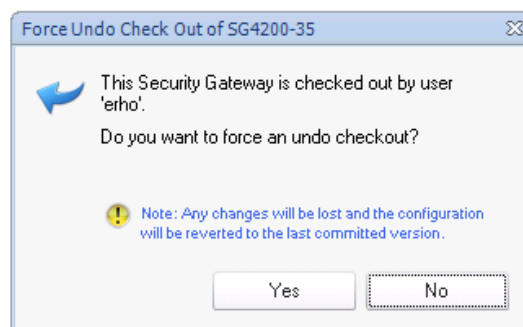 Force Undo Check Out of SG4200-35
This Security Gateway is checked out by user
'erho'.
Do you want to force an undo checkout?
Note: Any changes will be lost and the configuration
will be reverted to the last committed version.
Yes
No